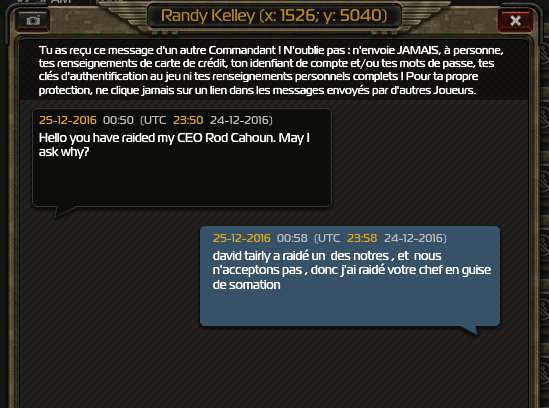 Randy Kelley (x: 1526; y: 5040)
Tu as reçu ce message d'un autre Commandant ! N'oublie pas : n'envoie JAMAIS, à personne,
tes renseignements de carte de crédit, ton idenfiant de compte et/ou tes mots de passe, tes
clés d'authentification au jeu ni tes renseignements personnels complets ! Pour ta propre
protection, ne clique jamais sur un lien dans les messages envoyés par d'autres Joueurs.
25-12-2016 00:50 (UTC 23:50 24-12-2016)
Hello you have raided my CEO Rod Cahoun. May I
ask why?
25-12-2016 00:58 (UTC 23:58 24-12-2016)
david tairly a raidé un des notres , et nous
n'acceptons pas , donc j'ai raidé votre chef en guise
de somation